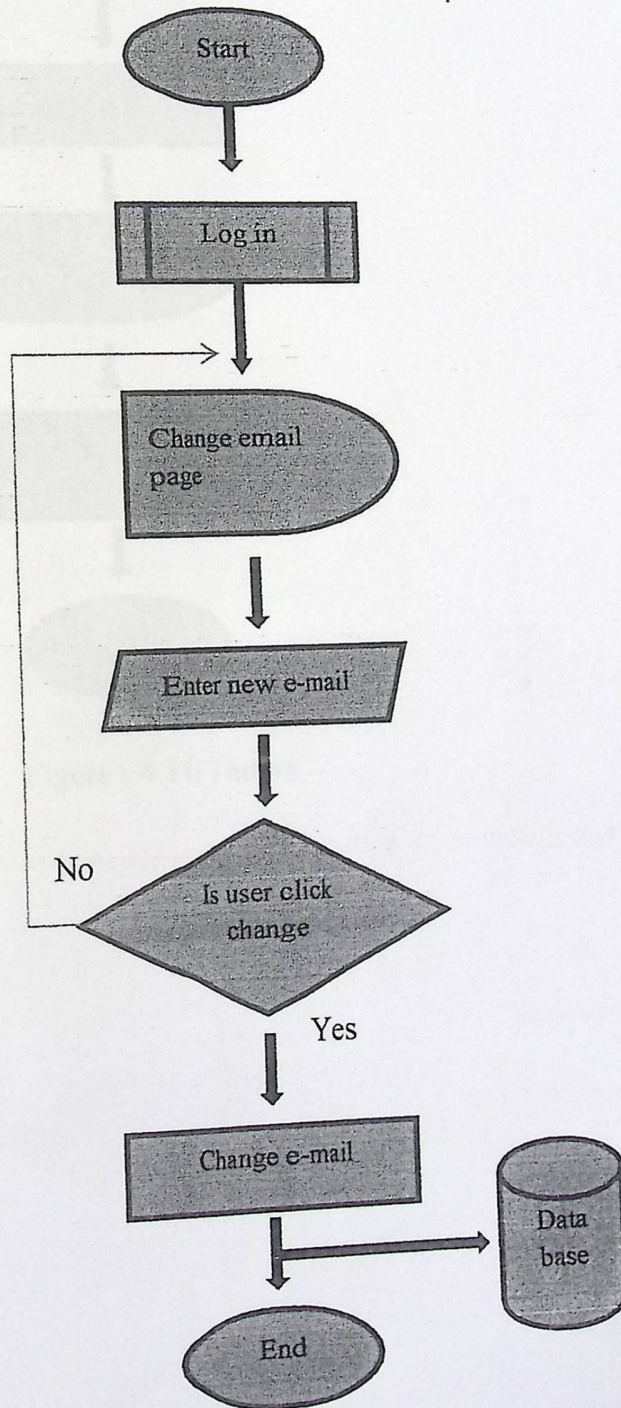 Start
Log in
Change email
page
Enter new e-mail
No
Is user click
change
Yes
Change e-mail
Data
base
End